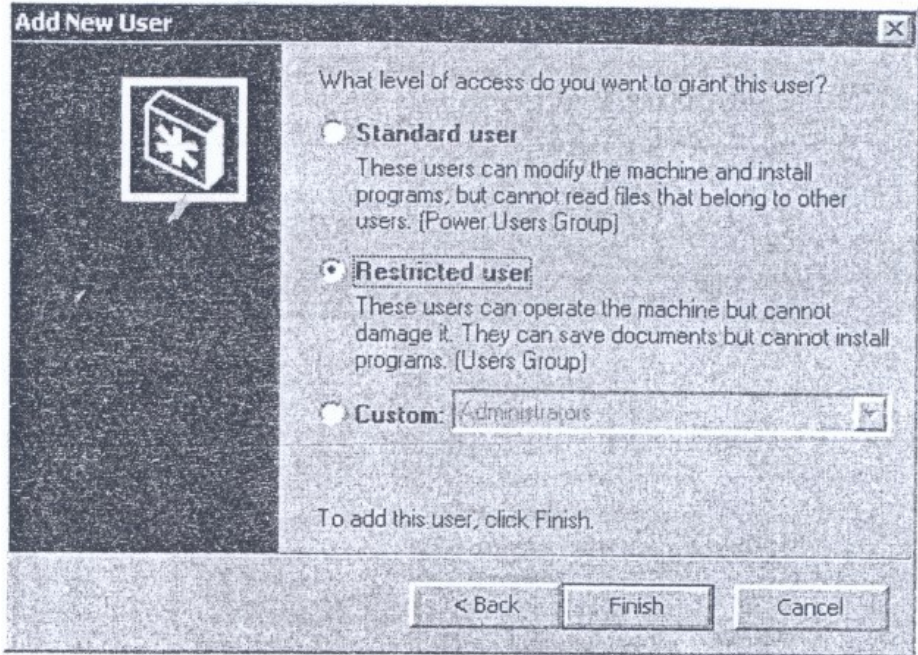 Add New User
What level of access do you want to grant this user?
Standard user
These users can modify the machine and install
programs, but cannot read files that belong to other
users. (Power Users Group)
Restricted user
These users can operate the machine but cannot
damage it. They can save documents but cannot install
programs. (Users Group)
Custom: Administrators
To add this user, click Finish.
< Back Finish Cancel